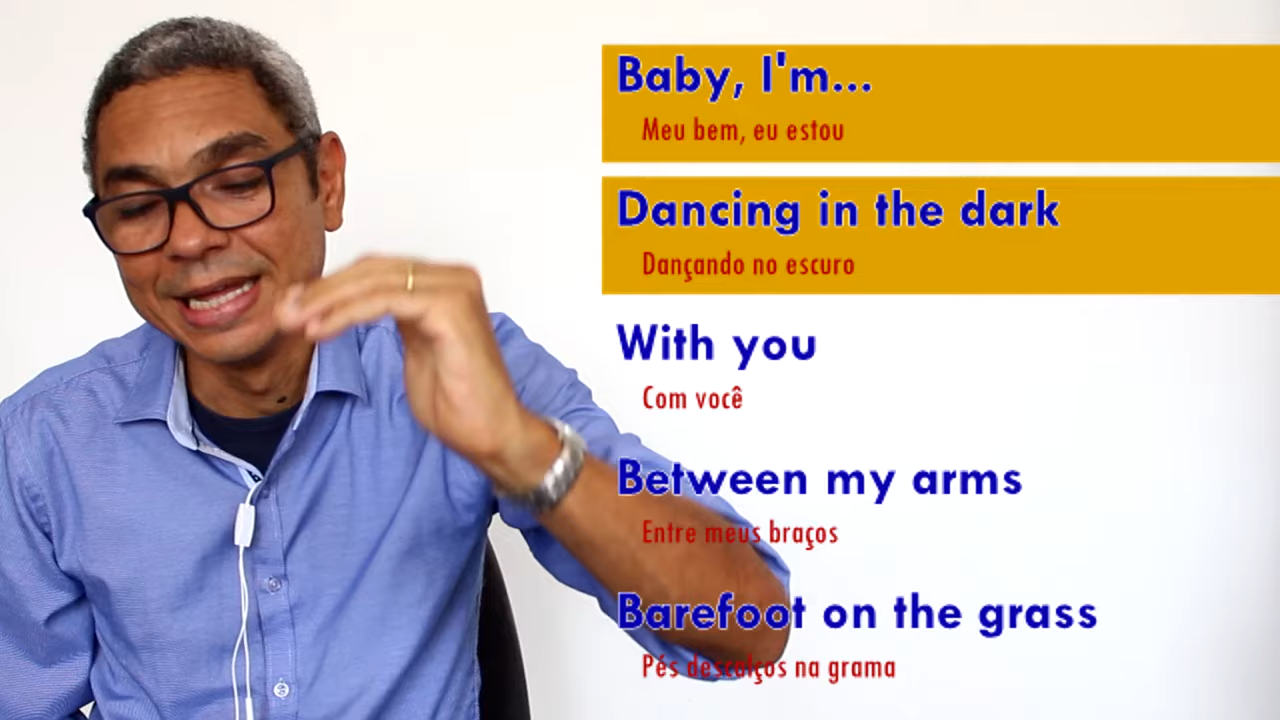 Baby, I'm...
Meu bem, eu estou
Dancing in the dark
Dançando no escuro
With you
Com você
Between my arms
Entre meus braços
Barefoot on the grass
Pés descalços na grama